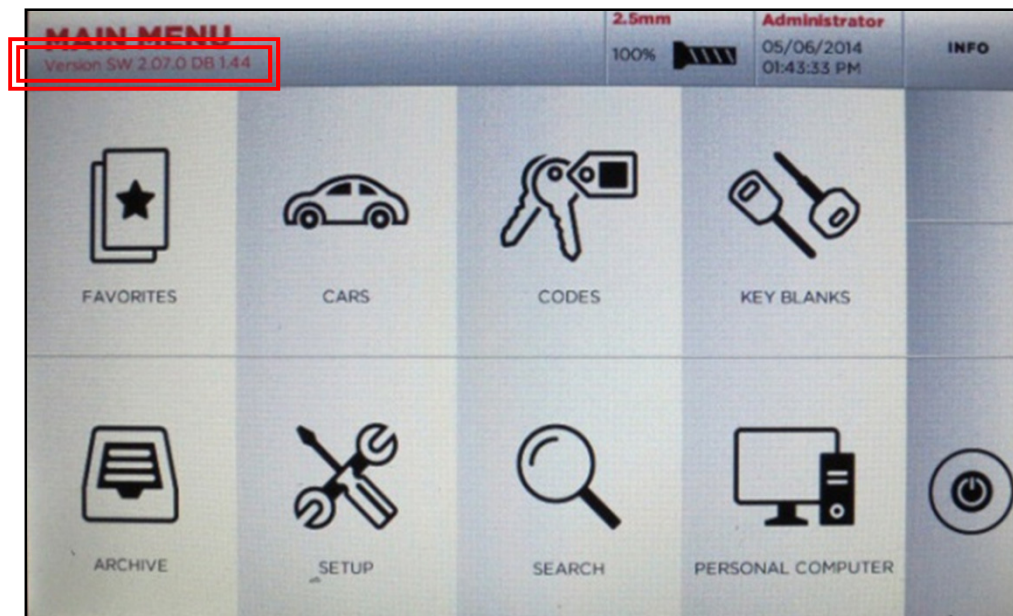 MAIN MENU
Version SW 2.07.0 DB 1.44
2.5mm
100%
Administrator
05/06/2014
01:43:33 PM
INFO
FAVORITES
CARS
CODES
KEY BLANKS
ARCHIVE
SETUP
SEARCH
PERSONAL COMPUTER